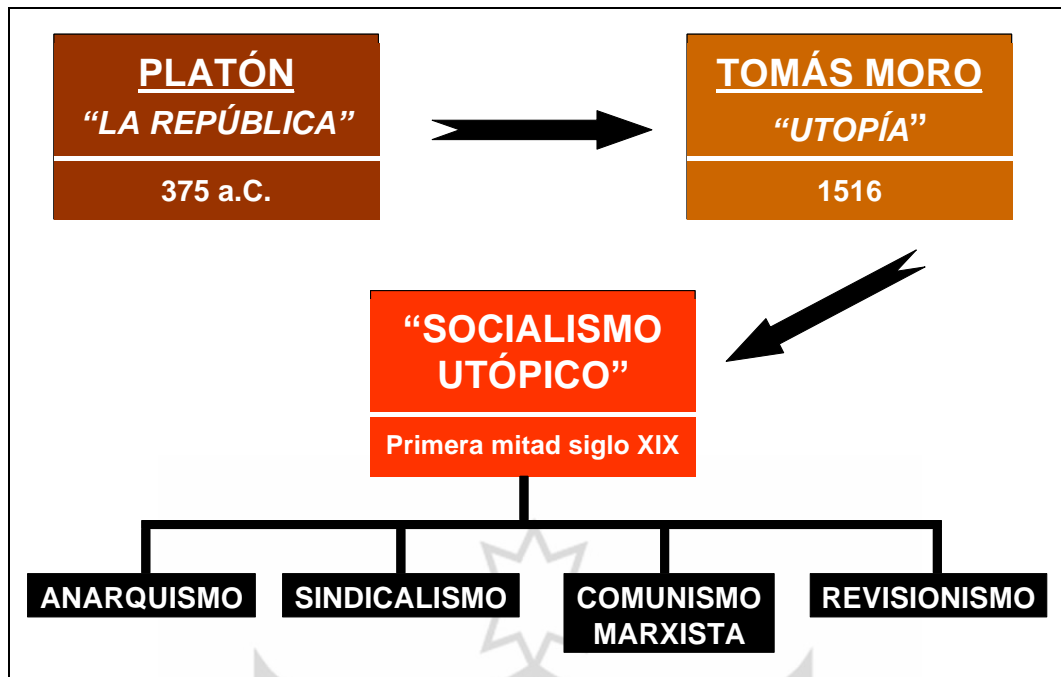 PLATÓN
“LA REPÚBLICA”
375 a.C.
TOMÁS MORO
“UTOPÍA”
1516
“SOCIALISMO
UTÓPICO”
Primera mitad siglo XIX
ANARQUISMO
SINDICALISMO
COMUNISMO
MARXISTA
REVISIONISMO